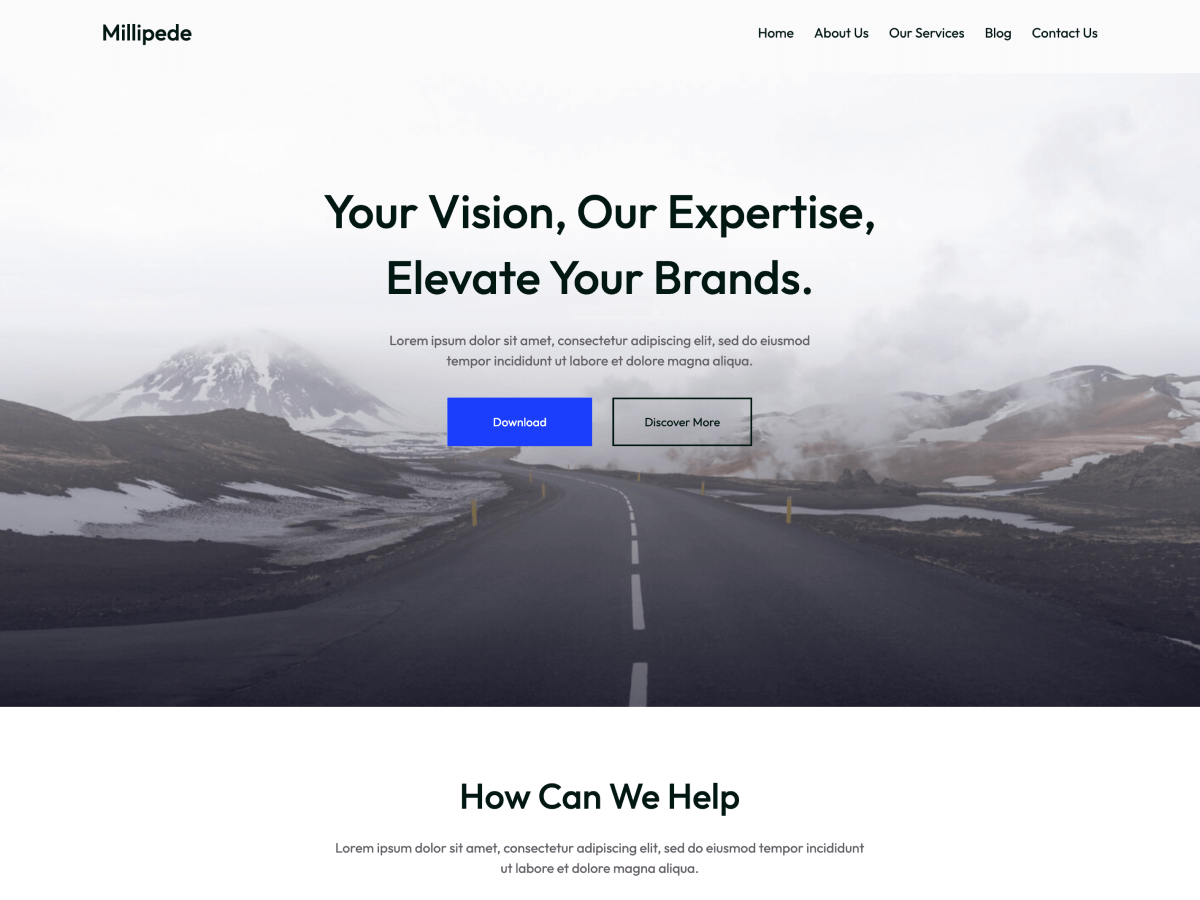 Millipede
Home About Us Our Services Blog Contact Us
Your Vision, Our Expertise,
Elevate Your Brands.
Lorem ipsum dolor sit amet, consectetur adipiscing elit, sed do eiusmod
tempor incididunt ut labore et dolore magna aliqua.
Download Discover More
How Can We Help
Lorem ipsum dolor sit amet, consectetur adipiscing elit, sed do eiusmod tempor incididunt
ut labore et dolore magna aliqua.